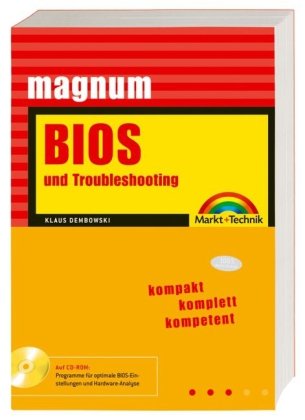 magnum
BIOS
und Troubleshooting
KLAUS DEMBOWSKI
Markt+Technik
kompakt
komplett
kompetent
Auf CD-ROM:
Programme für optimale BIOS-Ein-
stellungen und Hardware-Analyse